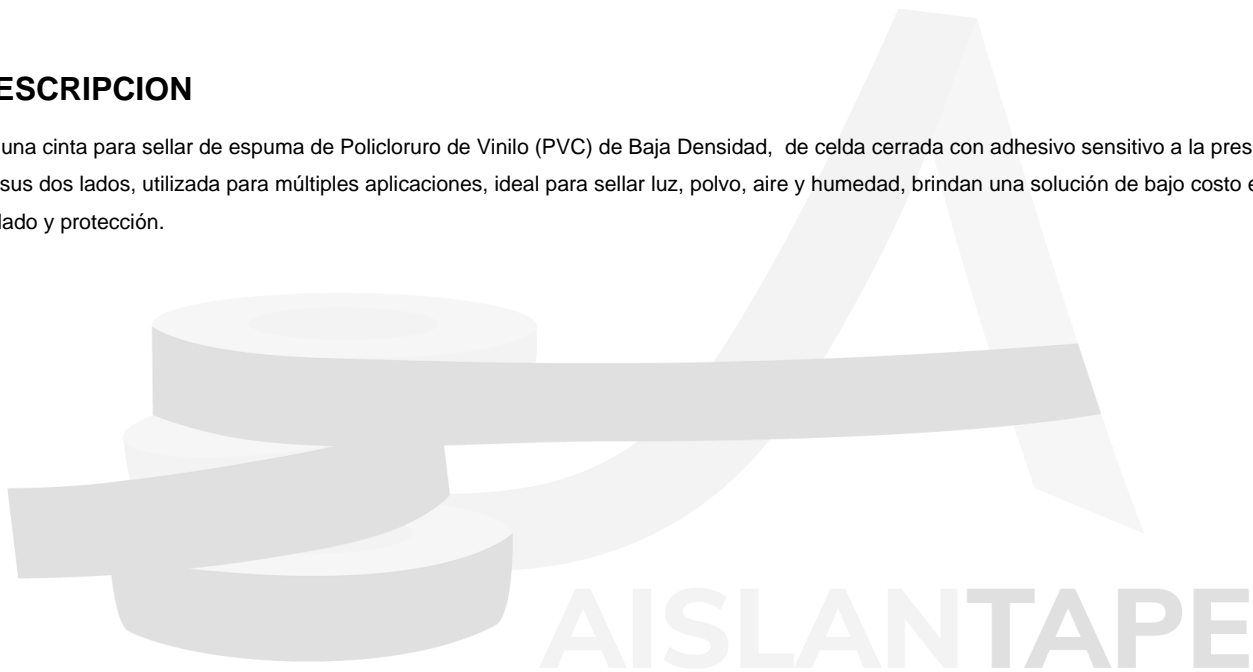 ESCRIPCION
una cinta para sellar de espuma de Policloruro de Vinilo (PVC) de Baja Densidad, de celda cerrada con adhesivo sensitivo a la pres
sus dos lados, utilizada para múltiples aplicaciones, ideal para sellar luz, polvo, aire y humedad, brindan una solución de bajo costo e
lado y protección.
AISLANTAPE